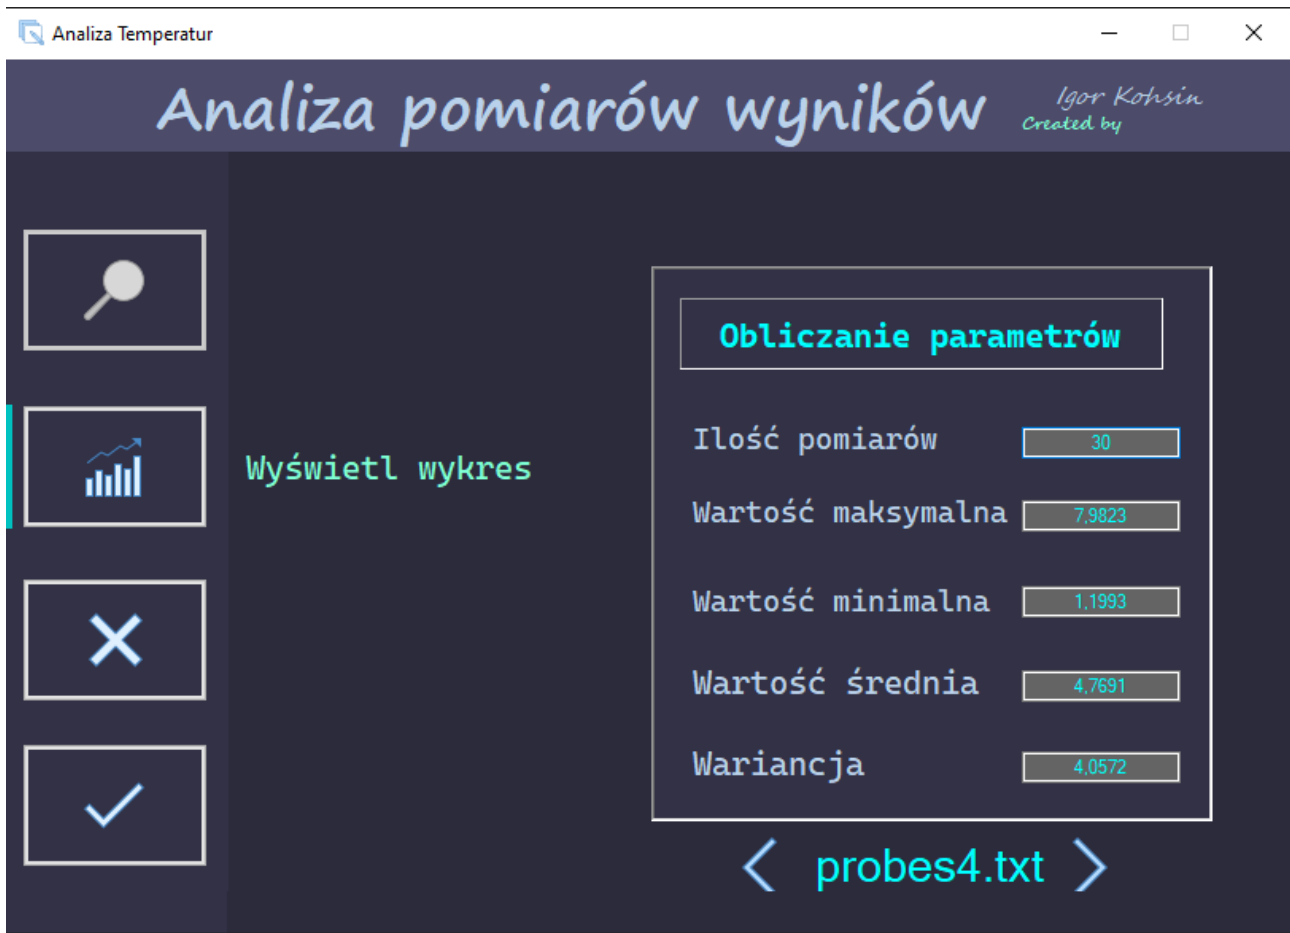 Analiza Temperatur
Analiza pomiarów wyników
Igor Kohsin
Created by
Obliczanie parametrów
Ilość pomiarów 30
Wartość maksymalna 7,9823
Wyświetl wykres
Wartość minimalna 1,1993
Wartość średnia 4,7691
Wariancja 4,0572
probes4.txt